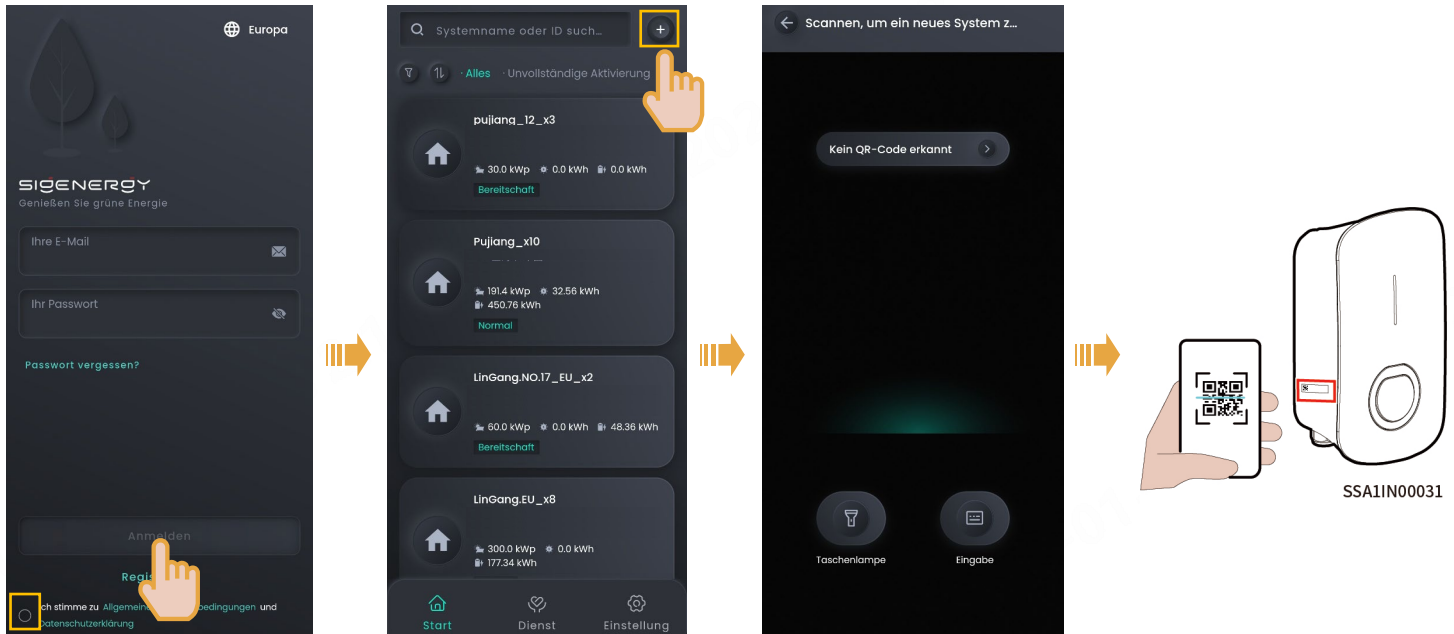 Europa
SIGENERGY
Genießen Sie grüne Energie
Ihre E-Mail
Ihr Passwort
Passwort vergessen?
Anmelden
Regis
ch stimme zu Allgemeine bedingungen und
Datenschutzerklärung
Systemname oder ID such...
· Alles · Unvollständige Aktivierung
pujiang_12_x3
30.0 kWp 0.0 kWh 0.0 kWh
Bereitschaft
Pujiang_x10
191.4 kWp 32.56 kWh
450.76 kWh
Normal
LinGang.NO.17_EU_x2
60.0 kWp 0.0 kWh 48.36 kWh
Bereitschaft
LinGang.EU_x8
300.0 kWp 0.0 kWh
177.34 kWh
Start Dienst Einstellung
Scannen, um ein neues System z...
Kein QR-Code erkannt
Taschenlampe Eingabe
SSA1IN00031